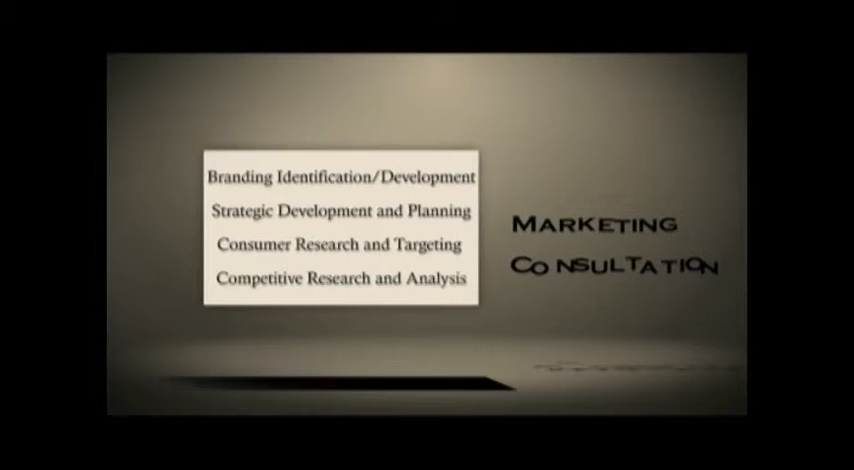 Branding Identification/Development
Strategic Development and Planning
Consumer Research and Targeting
Competitive Research and Analysis
MARKETING
CONSULTATION